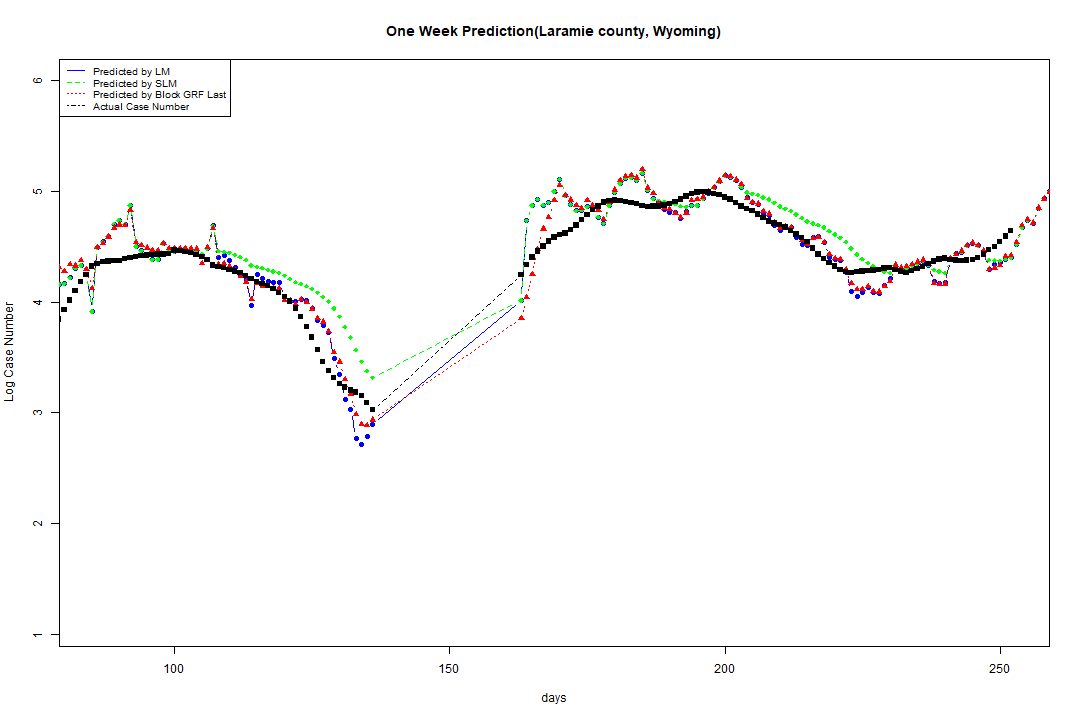 One Week Prediction(Laramie county, Wyoming)
Predicted by LM
Predicted by SLM
Predicted by Block GRF Last
Actual Case Number
6
5
4
3
2
1
Log Case Number
100
150
200
250
days